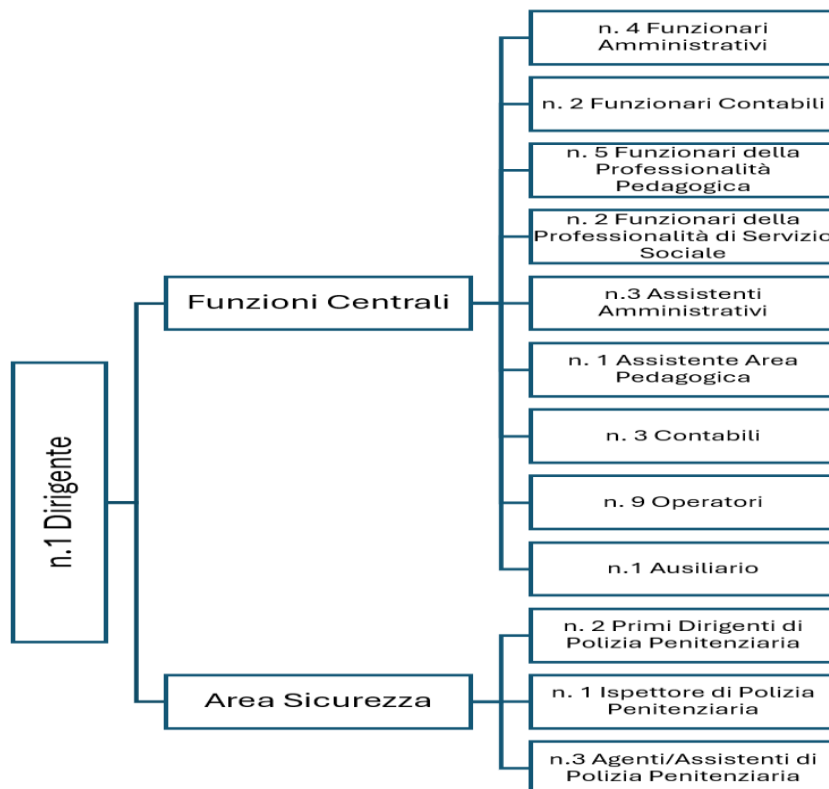 n.1 Dirigente
Funzioni Centrali
n. 4 Funzionari
Amministrativi
n. 2 Funzionari Contabili
n. 5 Funzionari della
Professionalità
Pedagogica
n. 2 Funzionari della
Professionalità di Servizio
Sociale
n.3 Assistenti
Amministrativi
n. 1 Assistente Area
Pedagogica
n. 3 Contabili
n. 9 Operatori
n.1 Ausiliario
Area Sicurezza
n. 2 Primi Dirigenti di
Polizia Penitenziaria
n. 1 Ispettore di Polizia
Penitenziaria
n.3 Agenti/Assistenti di
Polizia Penitenziaria